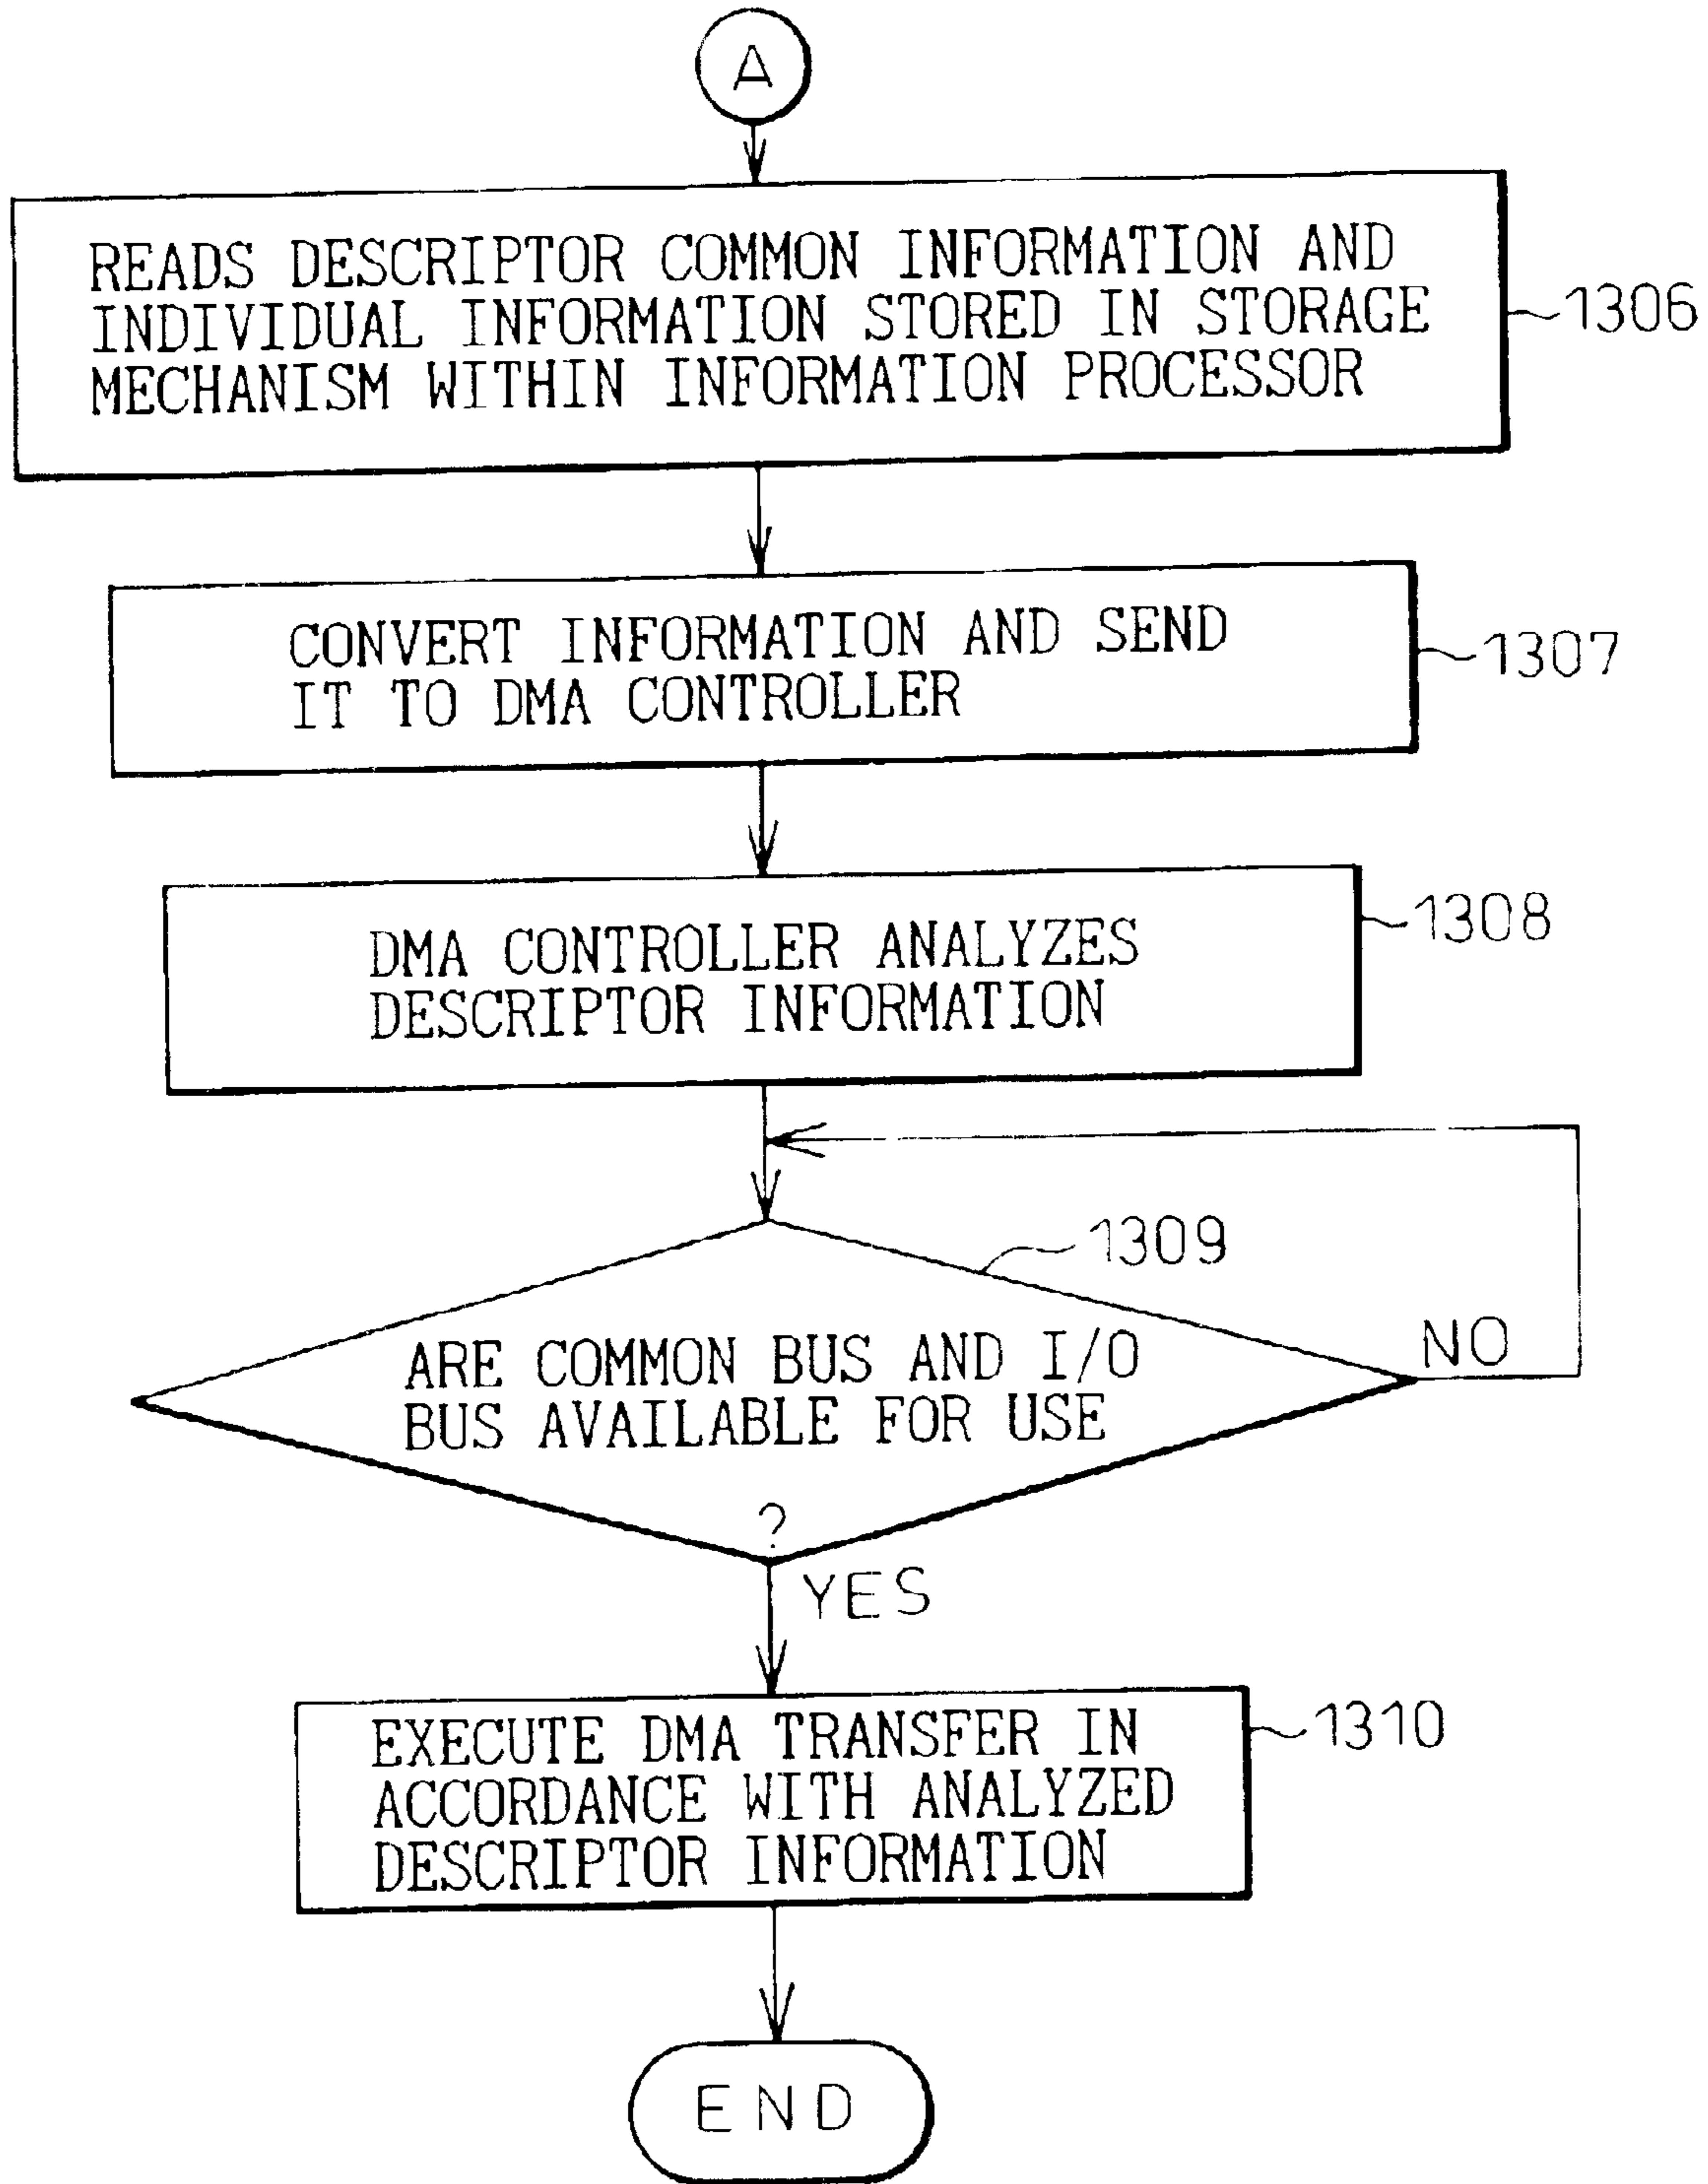 A
READS DESCRIPTOR COMMON INFORMATION AND
INDIVIDUAL INFORMATION STORED IN STORAGE
MECHANISM WITHIN INFORMATION PROCESSOR
1306
CONVERT INFORMATION AND SEND
IT TO DMA CONTROLLER
1307
DMA CONTROLLER ANALYZES
DESCRIPTOR INFORMATION
1308
1309
ARE COMMON BUS AND I/O
BUS AVAILABLE FOR USE
?
NO
YES
EXECUTE DMA TRANSFER IN
ACCORDANCE WITH ANALYZED
DESCRIPTOR INFORMATION
1310
END